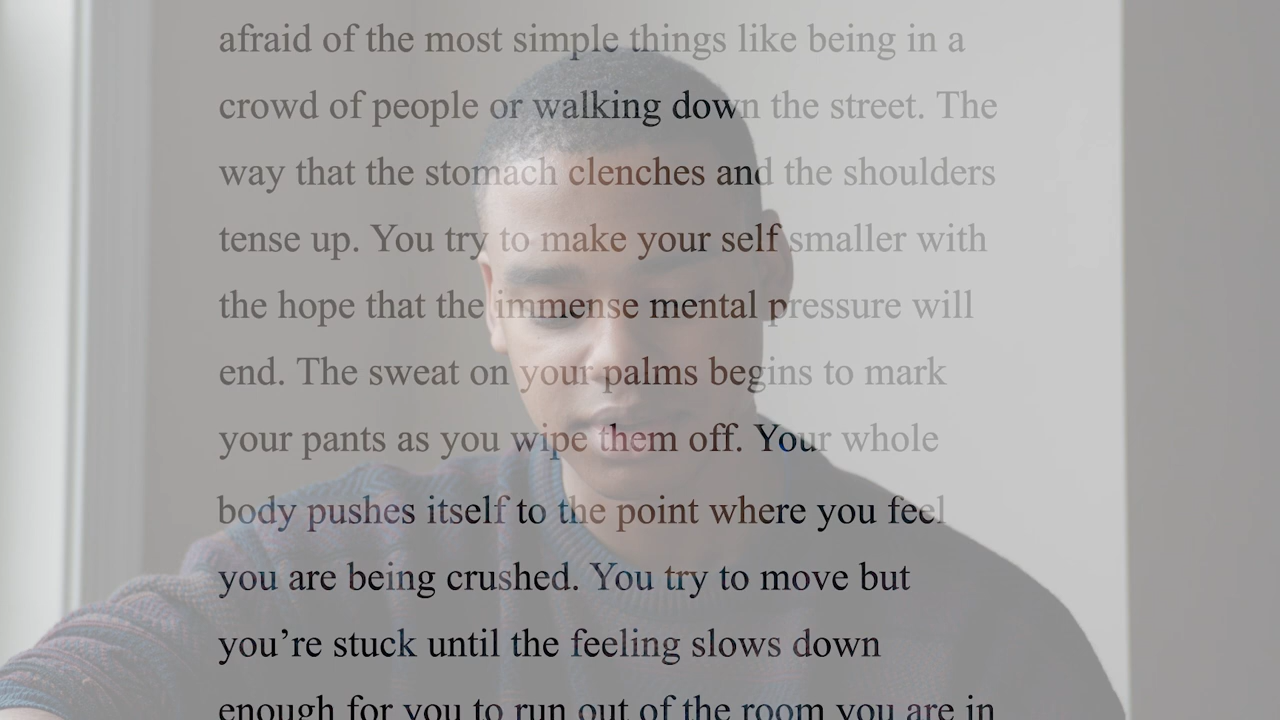 afraid of the most simple things like being in a
crowd of people or walking down the street. The
way that the stomach clenches and the shoulders
tense up. You try to make your self smaller with
the hope that the immense mental pressure will
end. The sweat on your palms begins to mark
your pants as you wipe them off. Your whole
body pushes itself to the point where you feel
you are being crushed. You try to move but
you’re stuck until the feeling slows down
enough for you to run out of the room you are in